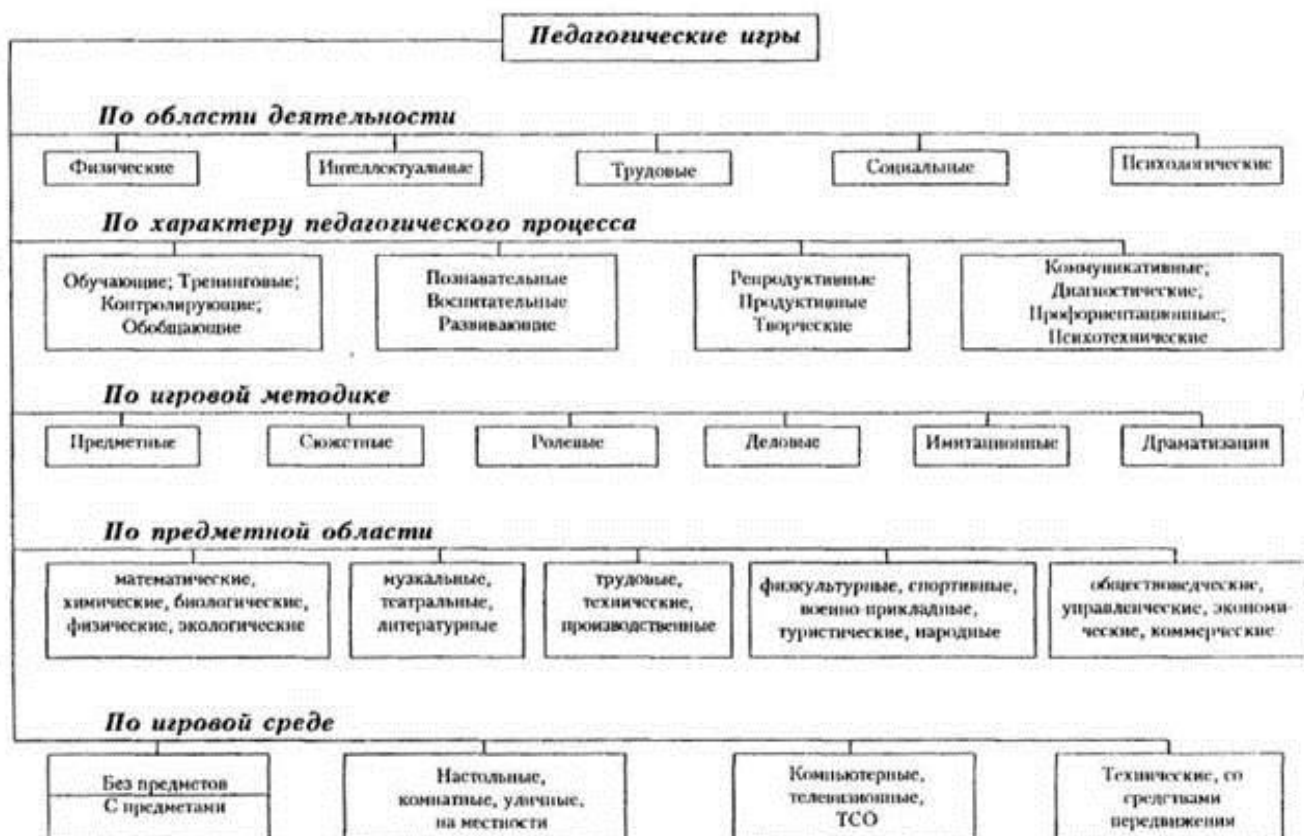 Педагогические игры
По области деятельности
Физические
Интеллектуальные
Трудовые
Социальные
Психологические
По характеру педагогического процесса
Обучающие; Тренинговые;
Контролирующие;
Обобщающие
Познавательные
Воспитательные
Развивающие
Репродуктивные
Продуктивные
Творческие
Коммуникативные;
Диагностические;
Профориентационные;
Психотехнические
По игровой методике
Предметные
Сюжетные
Ролевые
Деловые
Имитационные
Драматизации
По предметной области
математические,
химические, биологические,
физические, экологические
музкальные,
театральные,
литературные
трудовые,
технические,
производственные
физкультурные, спортивные,
военно-прикладные,
туристические, народные
обществоведческие,
управленческие, экономи-
ческие, коммерческие
По игровой среде
Без предметов
С предметами
Настольные,
комнатные, уличные,
на местности
Компьютерные,
телевизионные,
ТСО
Технические, со
средствами
передвижения